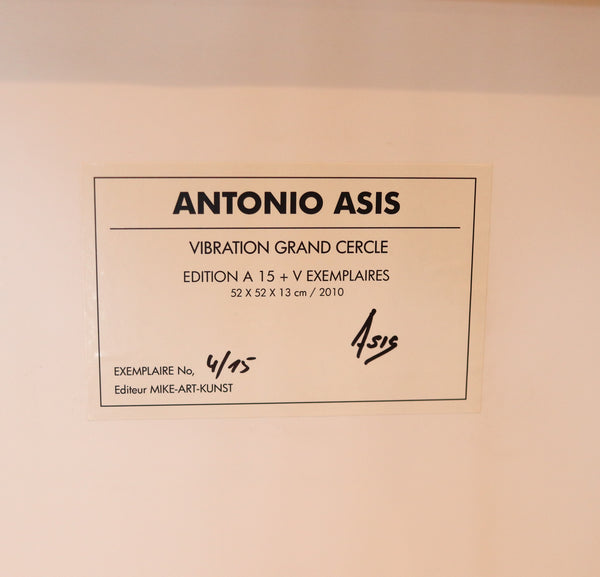 ANTONIO ASIS
VIBRATION GRAND CERCLE
EDITION A 15 + V EXEMPLAIRES
52 X 52 X 13 cm / 2010
Asis
EXEMPLAIRE No, 4/15
Editeur MIKE-ART-KUNST